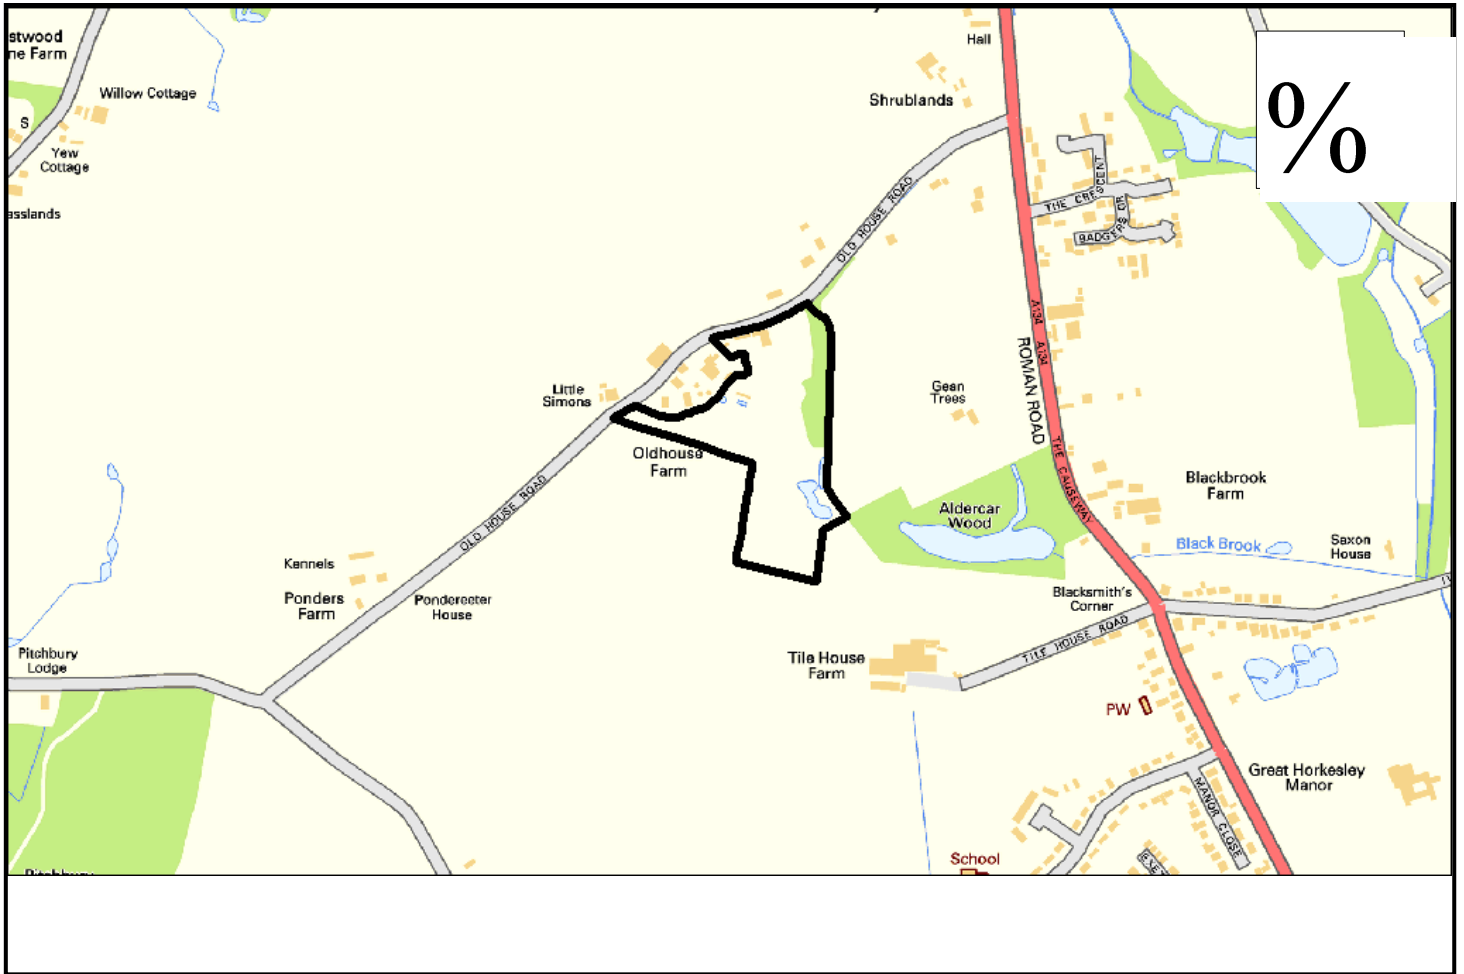 stwood
ne Farm
Willow Cottage
S
Yew
Cottage
asslands
Hall
Shrublands
%
OLD HOUSE ROAD
THE CRESCENT
BADGERS DR
A134
A134
ROMAN ROAD
THE CAUSEWAY
Little
Simons
Oldhouse
Farm
Gean
Trees
Aldercar
Wood
Blackbrook
Farm
Black Brook
Saxon
House
OLD HOUSE ROAD
Kennels
Ponders
Farm
Pondereeter
House
Blacksmith's
Corner
TILE HOUSE ROAD
Tile House
Farm
Pitchbury
Lodge
PW
Great Horkesley
Manor
MANOR CLOSE
School